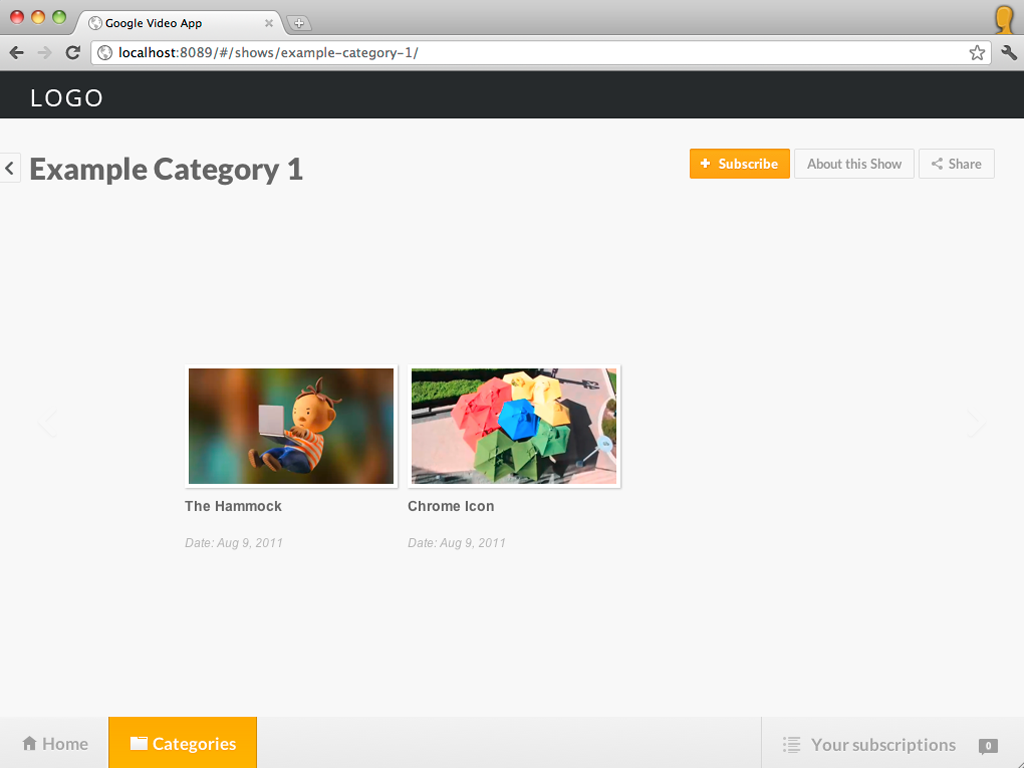 Google Video App
localhost:8089/#/shows/example-category-1/
LOGO
Example Category 1
Subscribe
About this Show
Share
The Hammock
Chrome Icon
Date: Aug 9, 2011
Date: Aug 9, 2011
Home
Categories
Your subscriptions
0